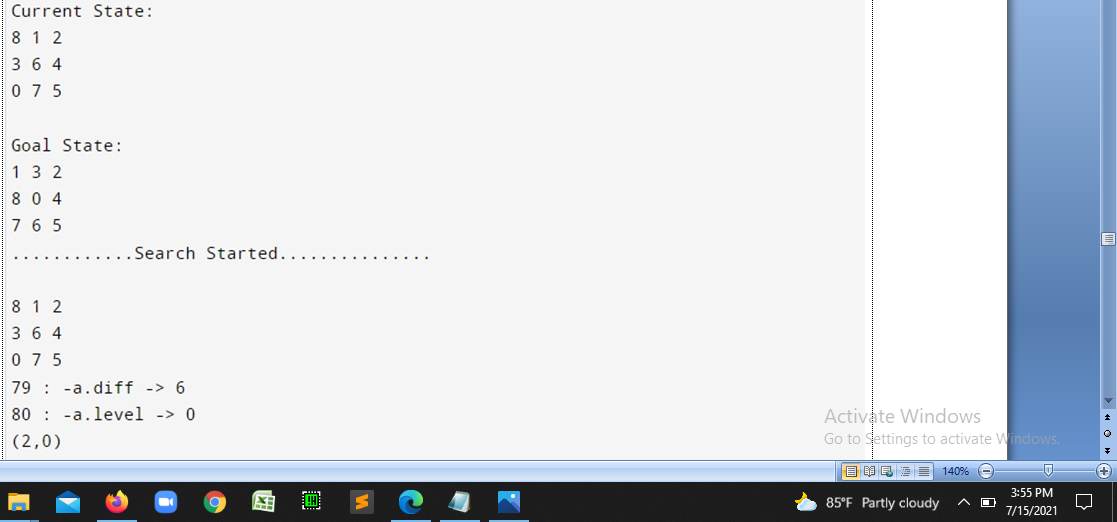 Current State:
8 1 2
3 6 4
0 7 5
Goal State:
1 3 2
8 0 4
7 6 5
............Search Started...............
8 1 2
3 6 4
0 7 5
79 : -a.diff -> 6
80 : -a.level -> 0
(2,0)
Activate Windows
Go to Settings to activate Windows.
140%
85°F Partly cloudy
3:55 PM
7/15/2021